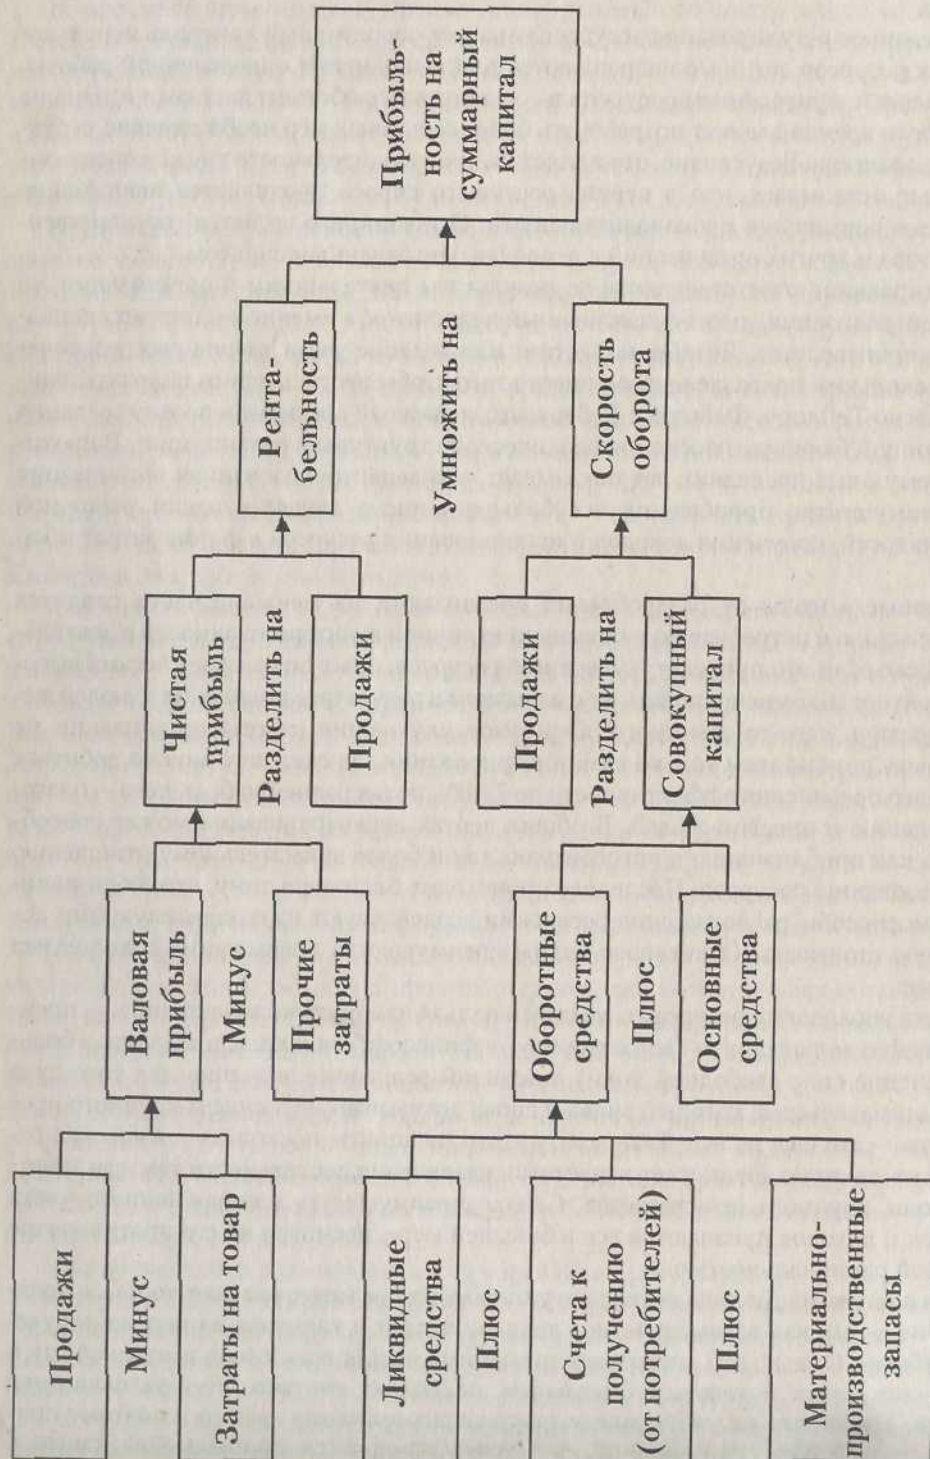 Продажи
Минус
Затраты на товар
Ликвидные
средства
Плюс
Счета к
получению
(от потребителей)
Плюс
Материально-
производственные
запасы
Валовая
прибыль
Минус
Прочие
затраты
Оборотные
средства
Плюс
Основные
средства
Чистая
прибыль
Разделить на
Продажи
Продажи
Разделить на
Совокупный
капитал
Рента-
бельность
Умножить на
Скорость
оборота
Прибыль-
ность на
суммарный
капитал